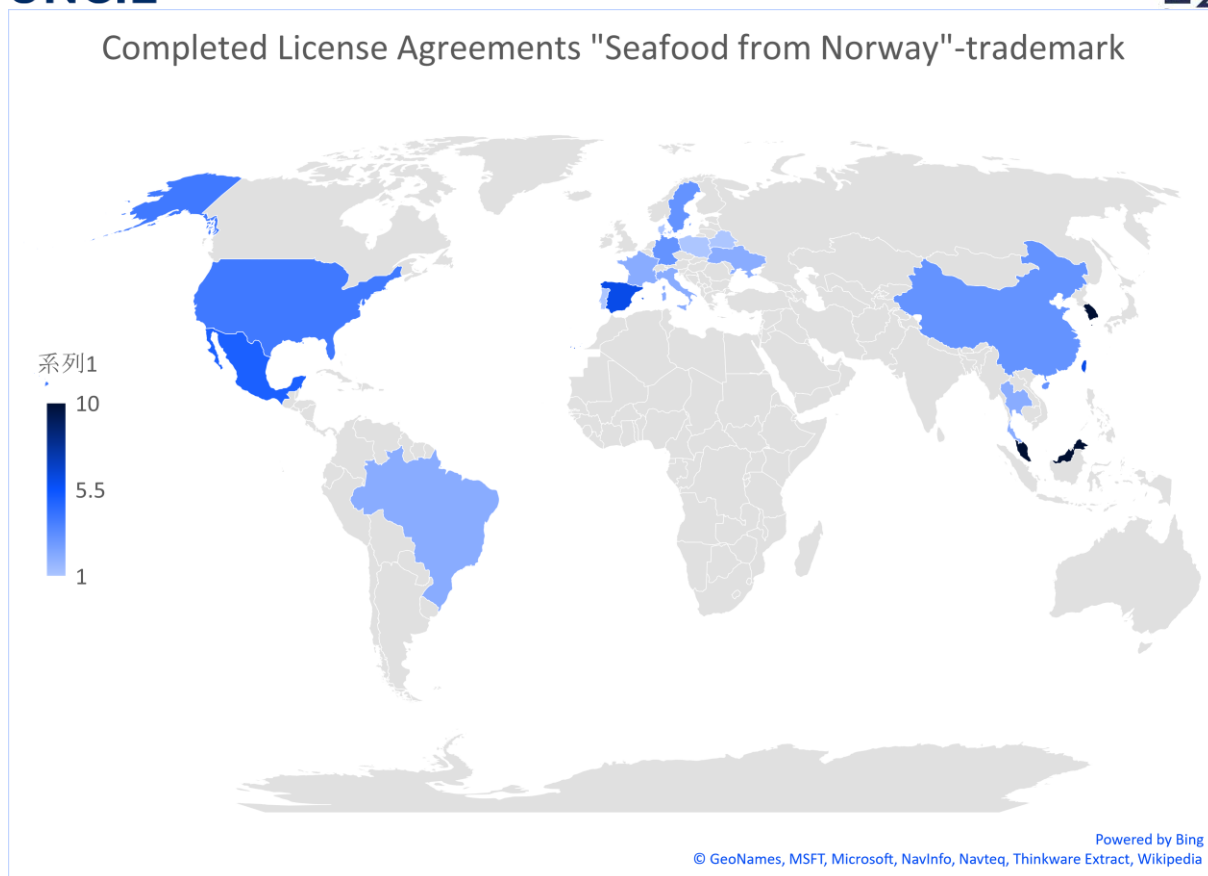 Completed License Agreements "Seafood from Norway"-trademark
系列1
10
5.5
1
Powered by Bing
© GeoNames, MSFT, Microsoft, NavInfo, Navteq, Thinkware Extract, Wikipedia